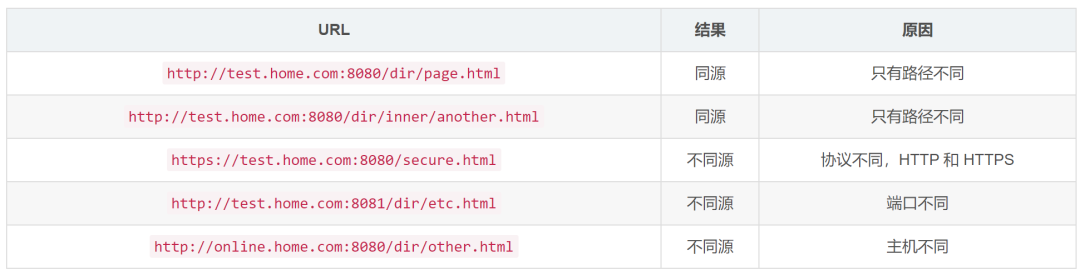 URL 结果 原因
http://test.home.com:8080/dir/page.html 同源 只有路径不同
http://test.home.com:8080/dir/inner/another.html 同源 只有路径不同
https://test.home.com:8080/secure.html 不同源 协议不同，HTTP 和 HTTPS
http://test.home.com:8081/dir/etc.html 不同源 端口不同
http://online.home.com:8080/dir/other.html 不同源 主机不同